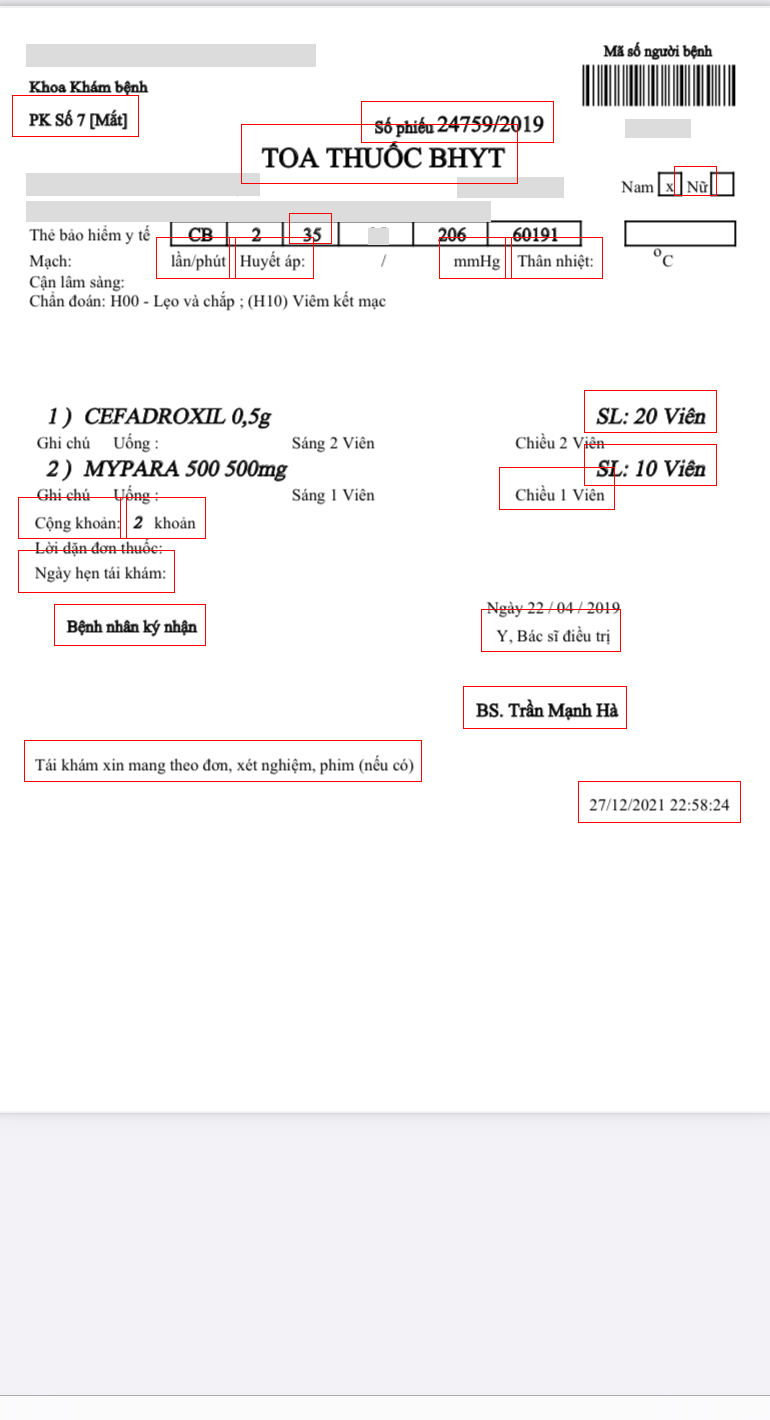 Mã số người bệnh
Khoa Khám bệnh
PK Số 7 [Mắt]
Số phiếu 24759/2019
TOA THUỐC BHYT
Nam x Nữ
Thẻ bảo hiểm y tế CB 2 35 206 60191
Mạch: lần/phút Huyết áp: / mmHg Thân nhiệt: °C
Cận lâm sàng:
Chẩn đoán: H00 - Lẹo và chắp ; (H10) Viêm kết mạc
1 ) CEFADROXIL 0,5g SL: 20 Viên
Ghi chú Uống : Sáng 2 Viên Chiều 2 Viên
2 ) MYPARA 500 500mg SL: 10 Viên
Ghi chú Uống : Sáng 1 Viên Chiều 1 Viên
Cộng khoản: 2 khoản
Lời dặn đơn thuốc:
Ngày hẹn tái khám:
Ngày 22 / 04 / 2019
Bệnh nhân ký nhận Y, Bác sĩ điều trị
BS. Trần Mạnh Hà
Tái khám xin mang theo đơn, xét nghiệm, phim (nếu có)
27/12/2021 22:58:24